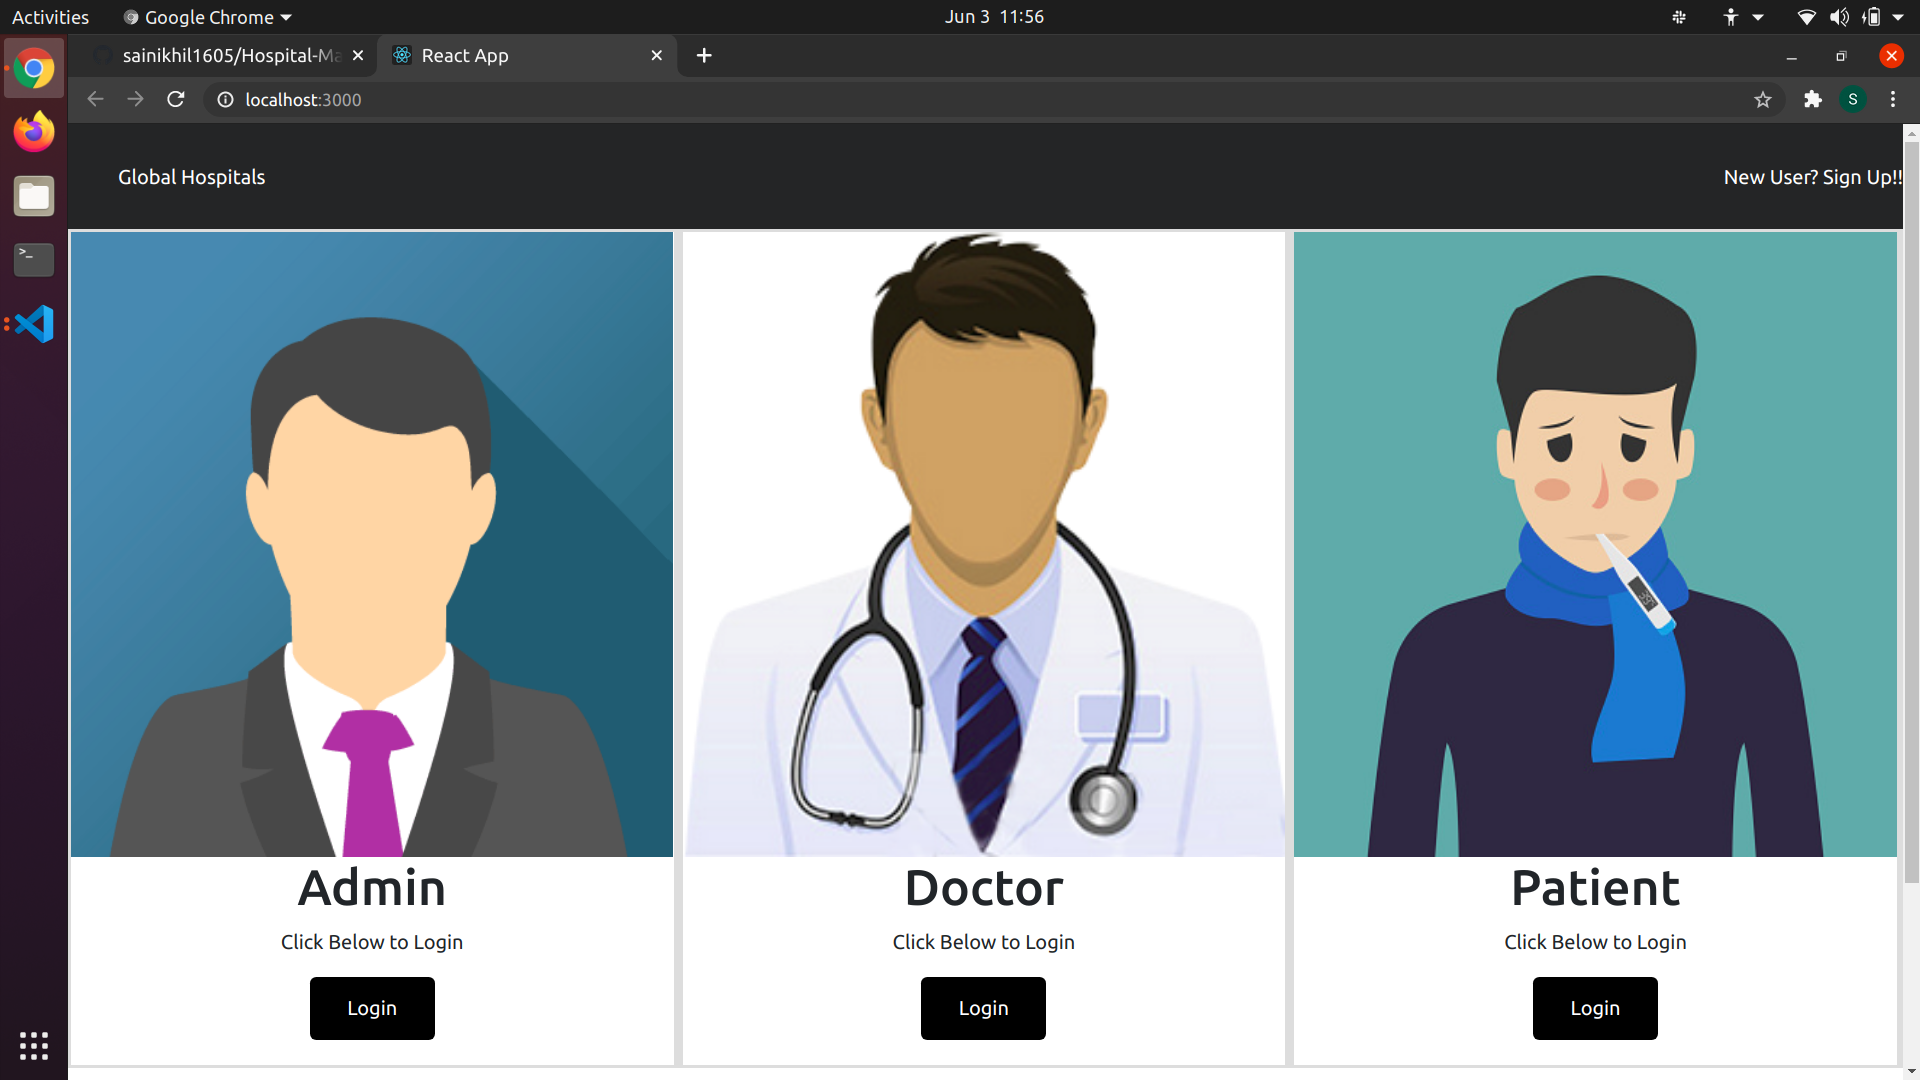 Activities
Google Chrome
Jun 3 11:56
sainikhil1605/Hospital-Ma
React App
localhost:3000
S
Global Hospitals
New User? Sign Up!!
Admin
Doctor
Patient
Click Below to Login
Click Below to Login
Click Below to Login
Login
Login
Login